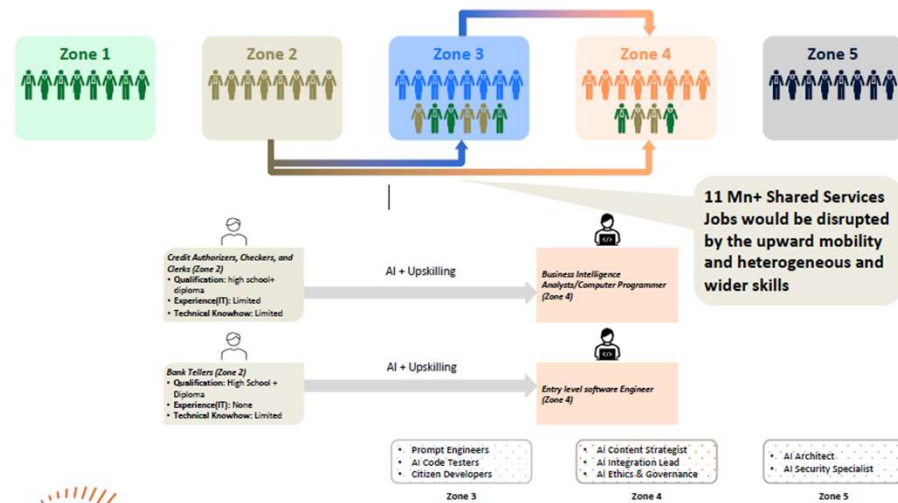 Zone 1
Zone 2
Zone 3
Zone 4
Zone 5
11 Mn+ Shared Services
Jobs would be disrupted
by the upward mobility
and heterogeneous and
wider skills
Credit Authorizers, Checkers, and
Clerks (Zone 2)
• Qualification: high school+
diploma
• Experience(IT): Limited
• Technical Knowhow: Limited
AI + Upskilling
Business Intelligence
Analysts/Computer Programmer
(Zone 4)
Bank Tellers (Zone 2)
• Qualification: High School +
Diploma
• Experience(IT): None
• Technical Knowhow: Limited
AI + Upskilling
Entry level software Engineer
(Zone 4)
• Prompt Engineers
• AI Code Testers
• Citizen Developers
Zone 3
• AI Content Strategist
• AI Integration Lead
• AI Ethics & Governance
Zone 4
• AI Architect
• AI Security Specialist
Zone 5